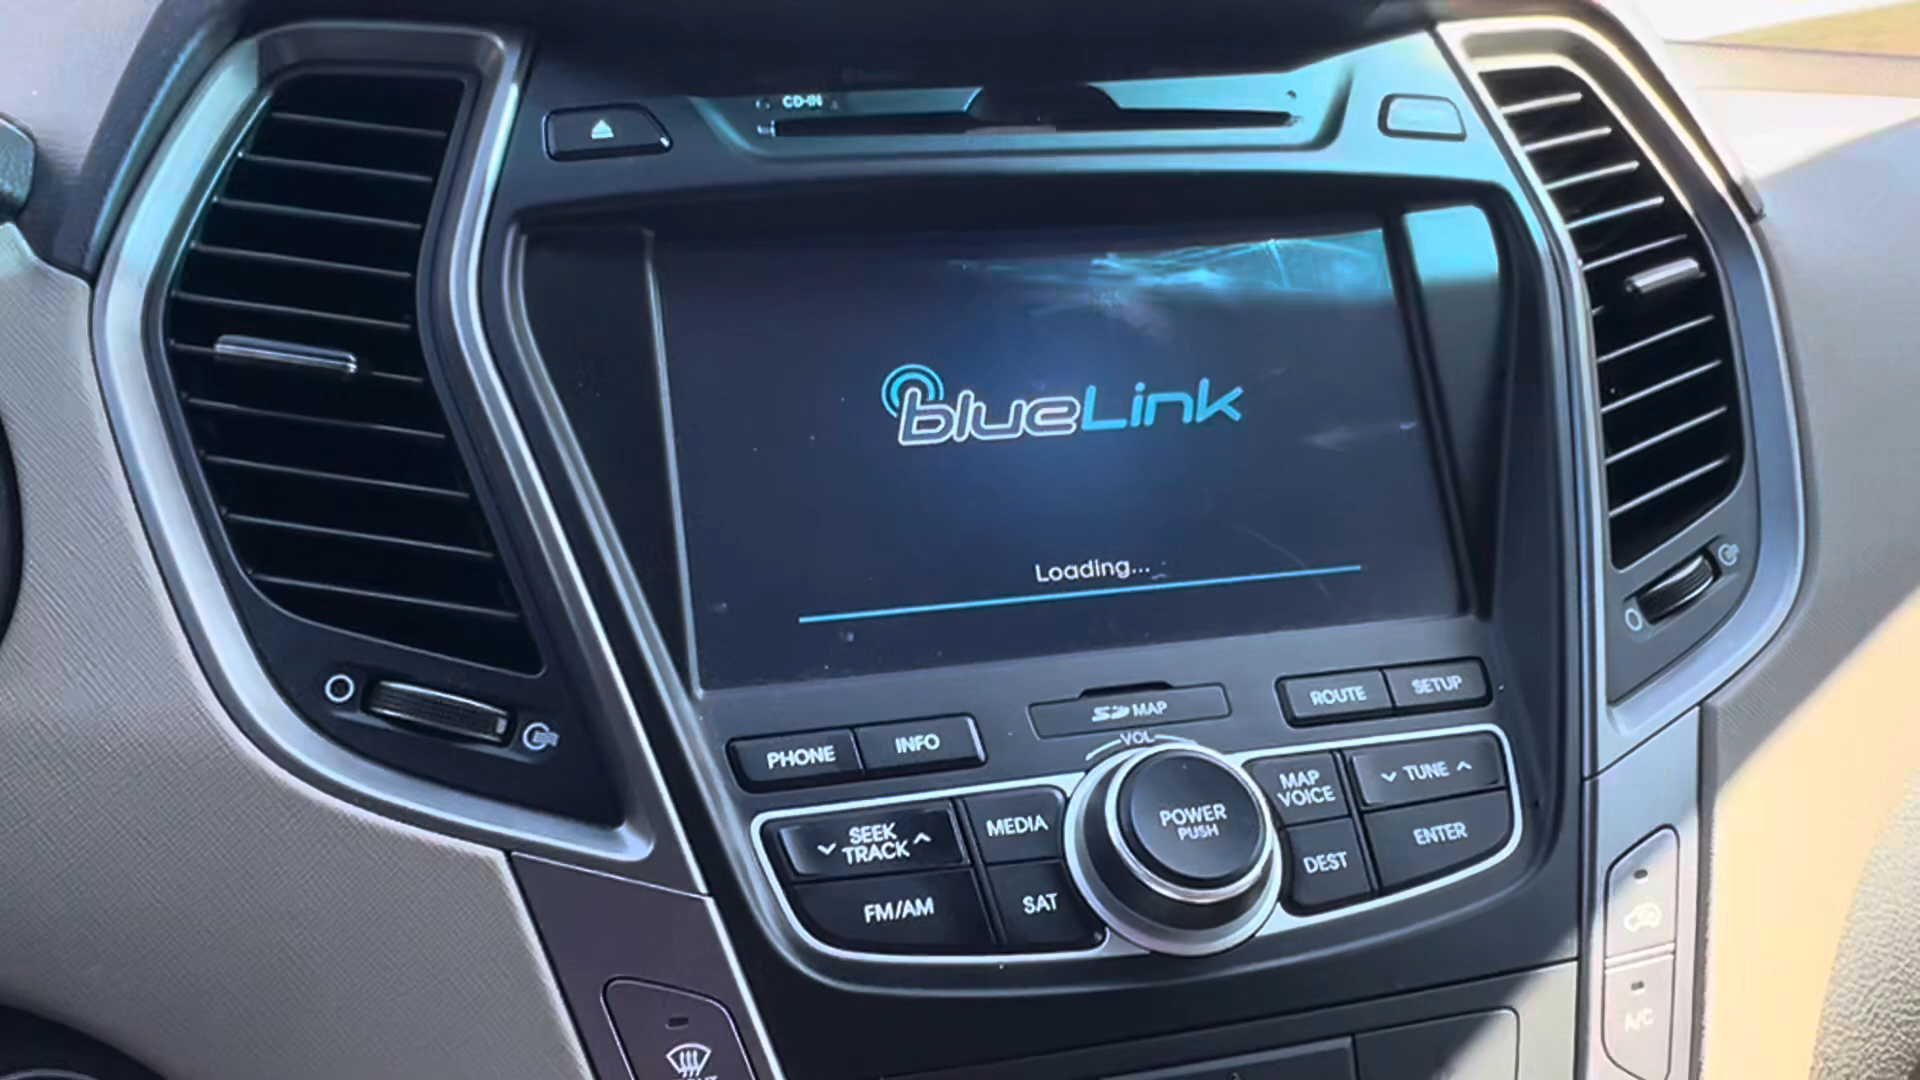 CD-IN
blueLink
Loading...
ROUTE
SETUP
SD MAP
PHONE
INFO
VOL
POWER
PUSH
MAP
VOICE
TUNE
SEEK
TRACK
MEDIA
ENTER
DEST
FM/AM
SAT
A/C